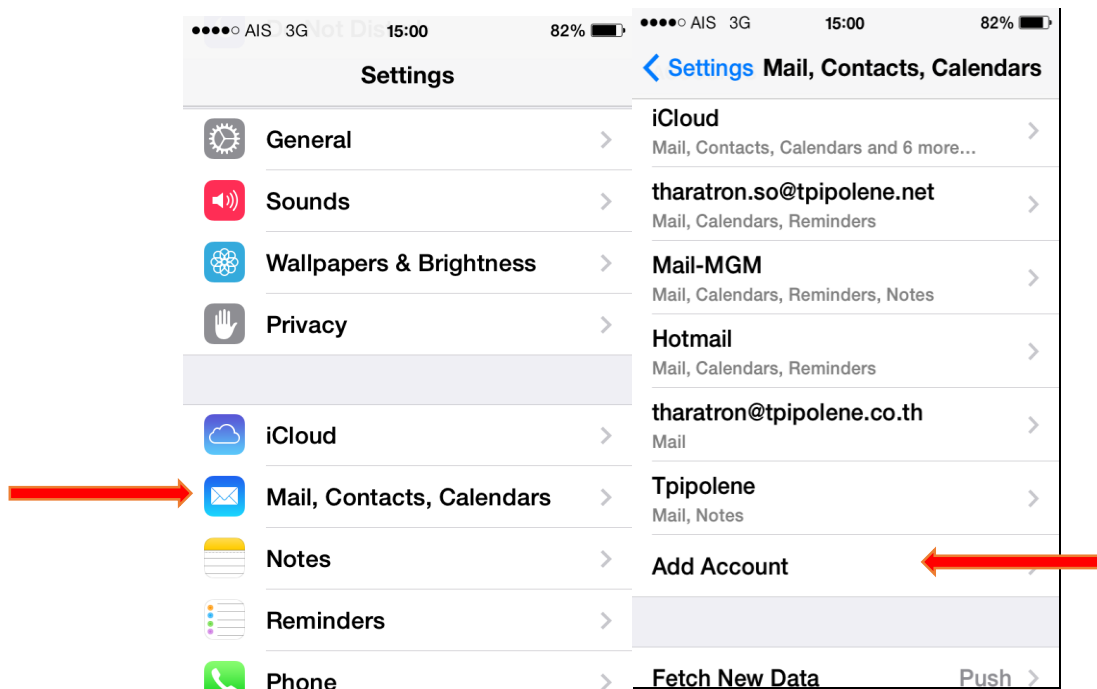 ●●●●○ AIS 3G 15:00 82%
Do Not Disturb
Settings
General
Sounds
Wallpapers & Brightness
Privacy
iCloud
Mail, Contacts, Calendars
Notes
Reminders
Phone
●●●●○ AIS 3G 15:00 82%
Settings Mail, Contacts, Calendars
iCloud
Mail, Contacts, Calendars and 6 more...
tharatron.so@tpipolene.net
Mail, Calendars, Reminders
Mail-MGM
Mail, Calendars, Reminders, Notes
Hotmail
Mail, Calendars, Reminders
tharatron@tpipolene.co.th
Mail
Tpipolene
Mail, Notes
Add Account
Fetch New Data Push